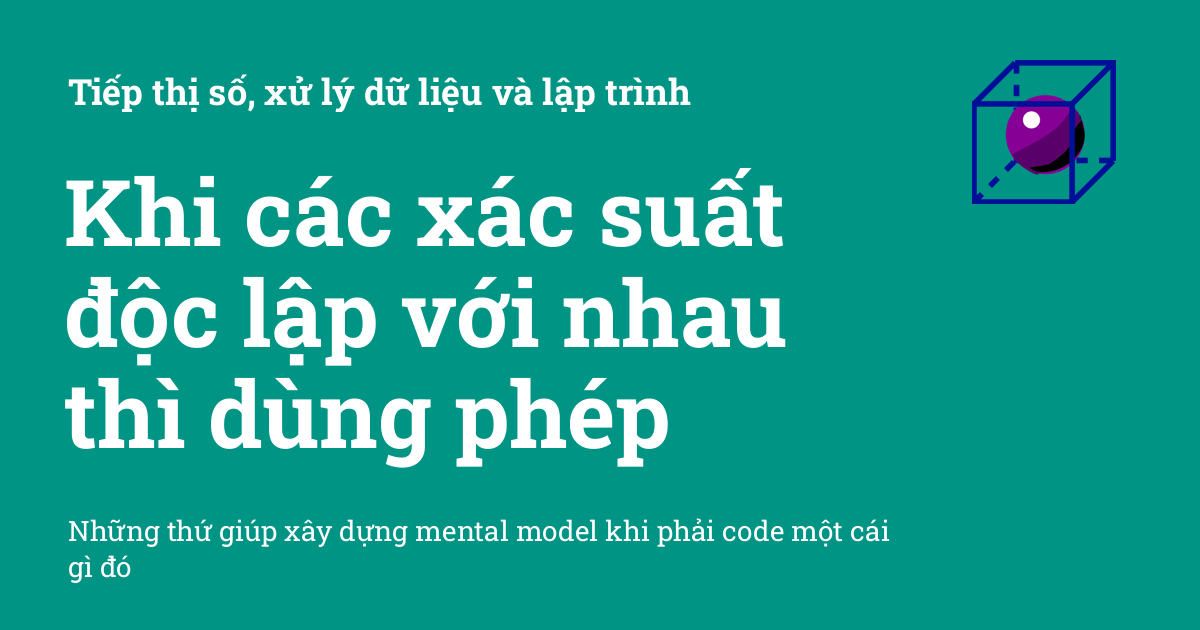 Tiếp thị số, xử lý dữ liệu và lập trình
Khi các xác suất
độc lập với nhau
thì dùng phép
Những thứ giúp xây dựng mental model khi phải code một cái
gì đó